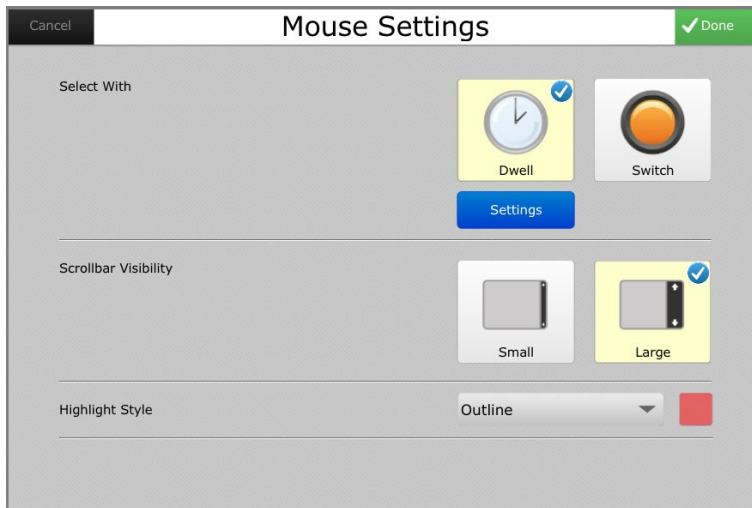 Cancel
Mouse Settings
Done
Select With
Dwell
Switch
Settings
Scrollbar Visibility
Small
Large
Highlight Style
Outline